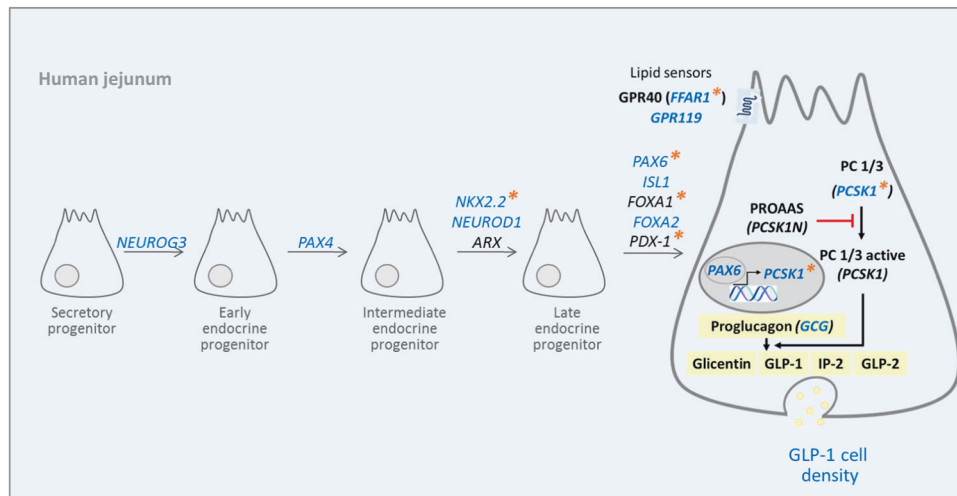 Human jejunum
Lipid sensors
GPR40 (FFAR1*)
GPR119
NEUROG3
PAX4
NKX2.2*
NEUROD1
ARX
PAX6*
ISL1
FOXA1*
FOXA2
PDX-1*
Secretory
progenitor
Early
endocrine
progenitor
Intermediate
endocrine
progenitor
Late
endocrine
progenitor
PC 1/3
(PCSK1*)
PROAAS
(PCSK1N)
PC 1/3 active
(PCSK1)
PAX6
PCSK1*
Proglucagon (GCG)
Glicentin GLP-1 IP-2 GLP-2
GLP-1 cell
density